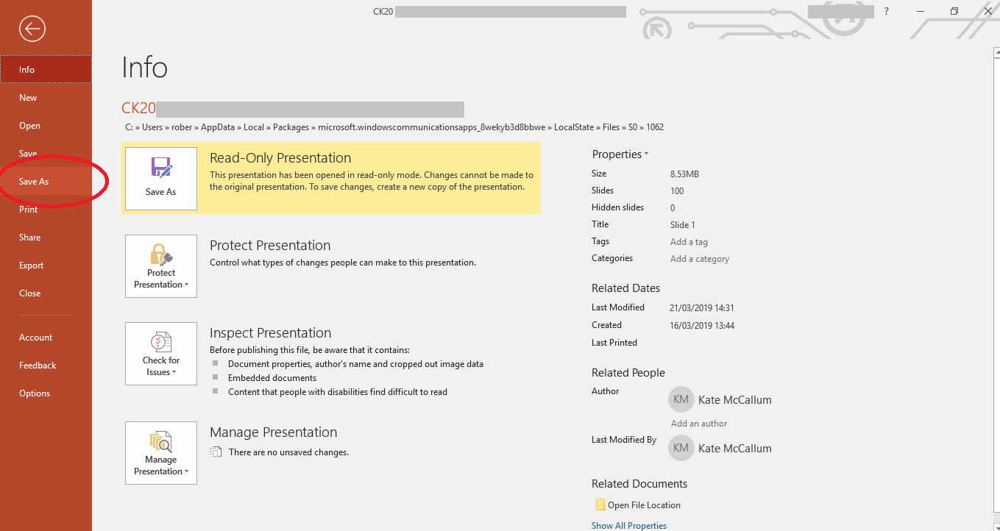 CK20
?
Info
New
Open
Save
Save As
Print
Share
Export
Close
Account
Feedback
Options
Info
CK20
C: » Users » rober » AppData » Local » Packages » microsoft.windowscommunicationsapps_8wekyb3d8bbwe » LocalState » Files » S0 » 1062
Save As
Read-Only Presentation
This presentation has been opened in read-only mode. Changes cannot be made to
the original presentation. To save changes, create a new copy of the presentation.
Protect
Presentation
Protect Presentation
Control what types of changes people can make to this presentation.
Check for
Issues
Inspect Presentation
Before publishing this file, be aware that it contains:
Document properties, author's name and cropped out image data
Embedded documents
Content that people with disabilities find difficult to read
Manage
Presentation
Manage Presentation
There are no unsaved changes.
Properties
Size 8.53MB
Slides 100
Hidden slides 0
Title Slide 1
Tags Add a tag
Categories Add a category
Related Dates
Last Modified 21/03/2019 14:31
Created 16/03/2019 13:44
Last Printed
Related People
Author
KM Kate McCallum
Add an author
Last Modified By
KM Kate McCallum
Related Documents
Open File Location
Show All Properties